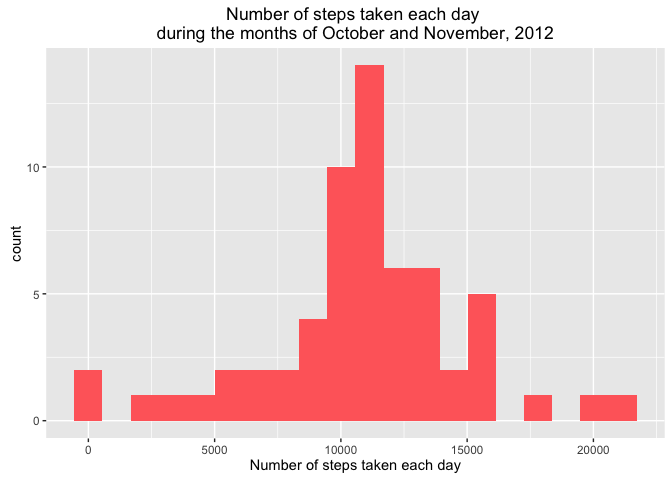 Number of steps taken each day
during the months of October and November, 2012
count
10
5
0
0 5000 10000 15000 20000
Number of steps taken each day